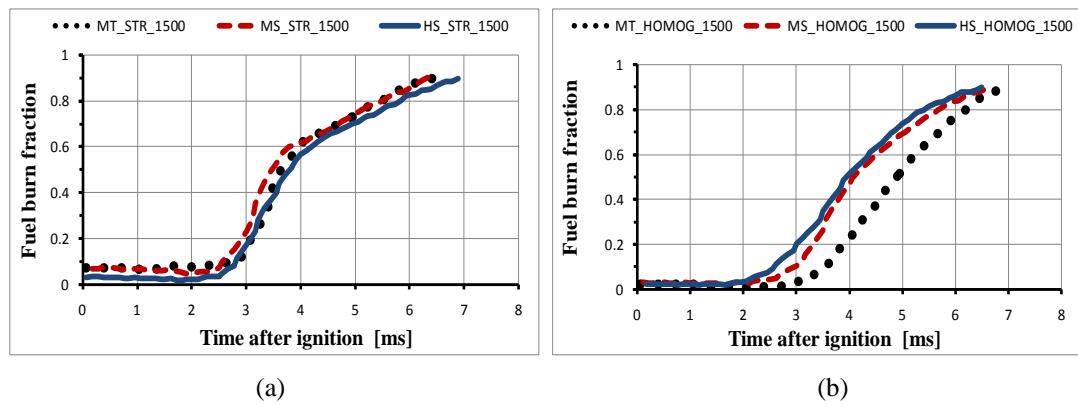 MT_STR_1500 MS_STR_1500 HS_STR_1500
1
0.8
0.6
0.4
0.2
0
Fuel burn fraction
0 1 2 3 4 5 6 7 8
Time after ignition [ms]
(a)
MT_HOMOG_1500 MS_HOMOG_1500 HS_HOMOG_1500
1
0.8
0.6
0.4
0.2
0
Fuel burn fraction
0 1 2 3 4 5 6 7 8
Time after ignition [ms]
(b)